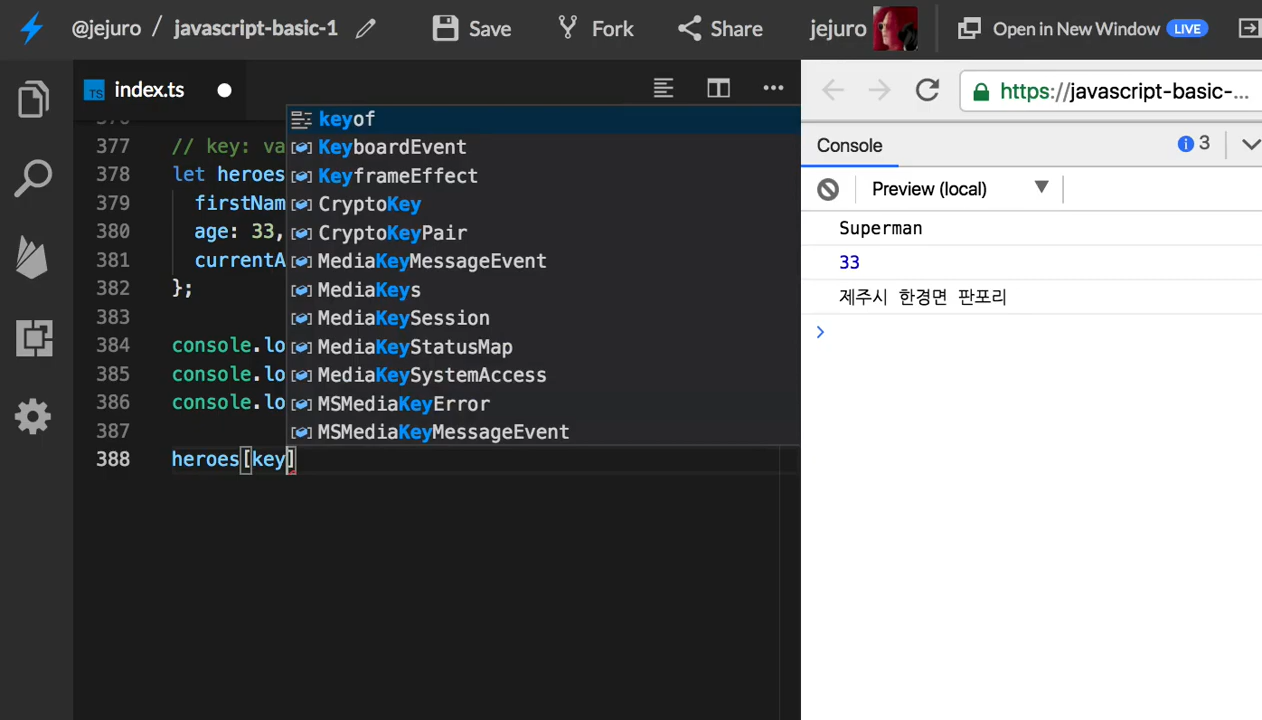 @jejuro / javascript-basic-1 Save Fork Share jejuro Open in New Window LIVE
TS index.ts
https://javascript-basic-...
Console 3
Preview (local)
Superman
33
제주시 한경면 판포리
>
377 // key: va
378 let heroes
379 firstNam
380 age: 33,
381 currentA
382 };
383
384 console.lo
385 console.lo
386 console.lo
387
388 heroes[key]
keyof
KeyboardEvent
KeyframeEffect
CryptoKey
CryptoKeyPair
MediaKeyMessageEvent
MediaKeys
MediaKeySession
MediaKeyStatusMap
MediaKeySystemAccess
MSMediaKeyError
MSMediaKeyMessageEvent